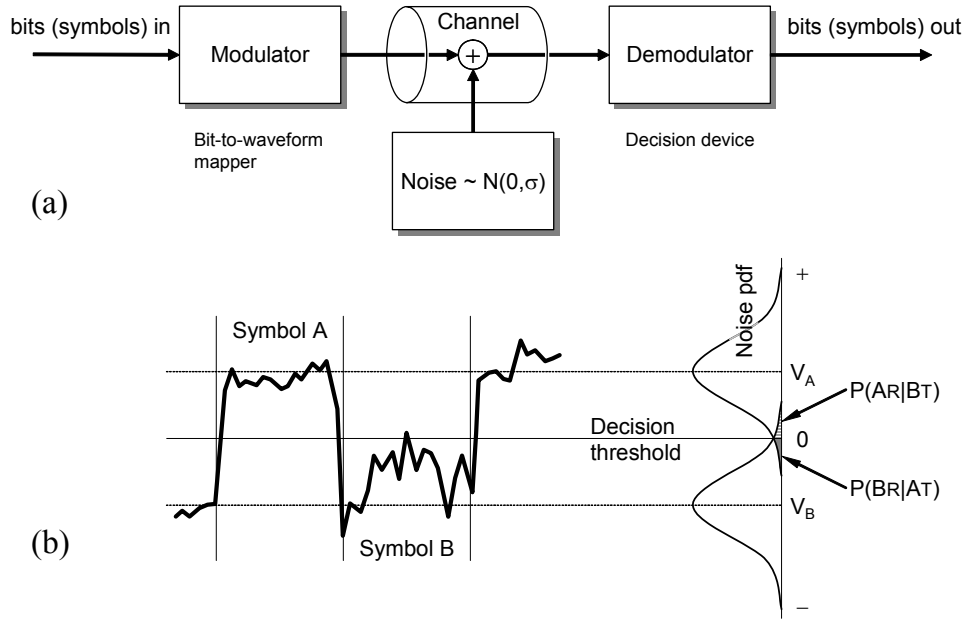 bits (symbols) in
Modulator
Channel
+
Demodulator
bits (symbols) out
Bit-to-waveform
mapper
Decision device
Noise ~ N(0,σ)
(a)
Noise pdf
+
Symbol A
VA
P(AR|BT)
Decision
threshold
0
P(BR|AT)
VB
(b)
Symbol B
−